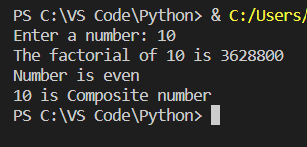 PS C:\VS Code\Python> & C:/Users/
Enter a number: 10
The factorial of 10 is 3628800
Number is even
10 is Composite number
PS C:\VS Code\Python>